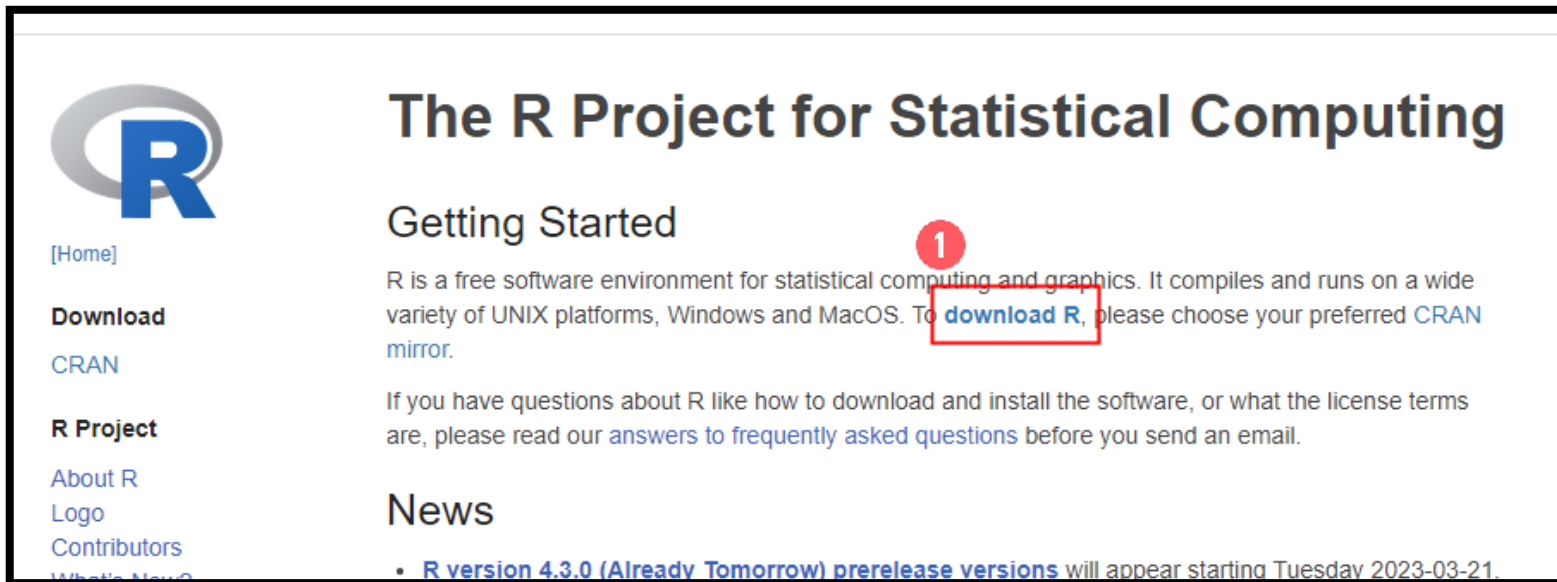 R
The R Project for Statistical Computing
[Home]
Download
CRAN
R Project
About R
Logo
Contributors
What's New?
Getting Started
1
R is a free software environment for statistical computing and graphics. It compiles and runs on a wide
variety of UNIX platforms, Windows and MacOS. To download R, please choose your preferred CRAN
mirror.
If you have questions about R like how to download and install the software, or what the license terms
are, please read our answers to frequently asked questions before you send an email.
News
• R version 4.3.0 (Already Tomorrow) prerelease versions will appear starting Tuesday 2023-03-21.